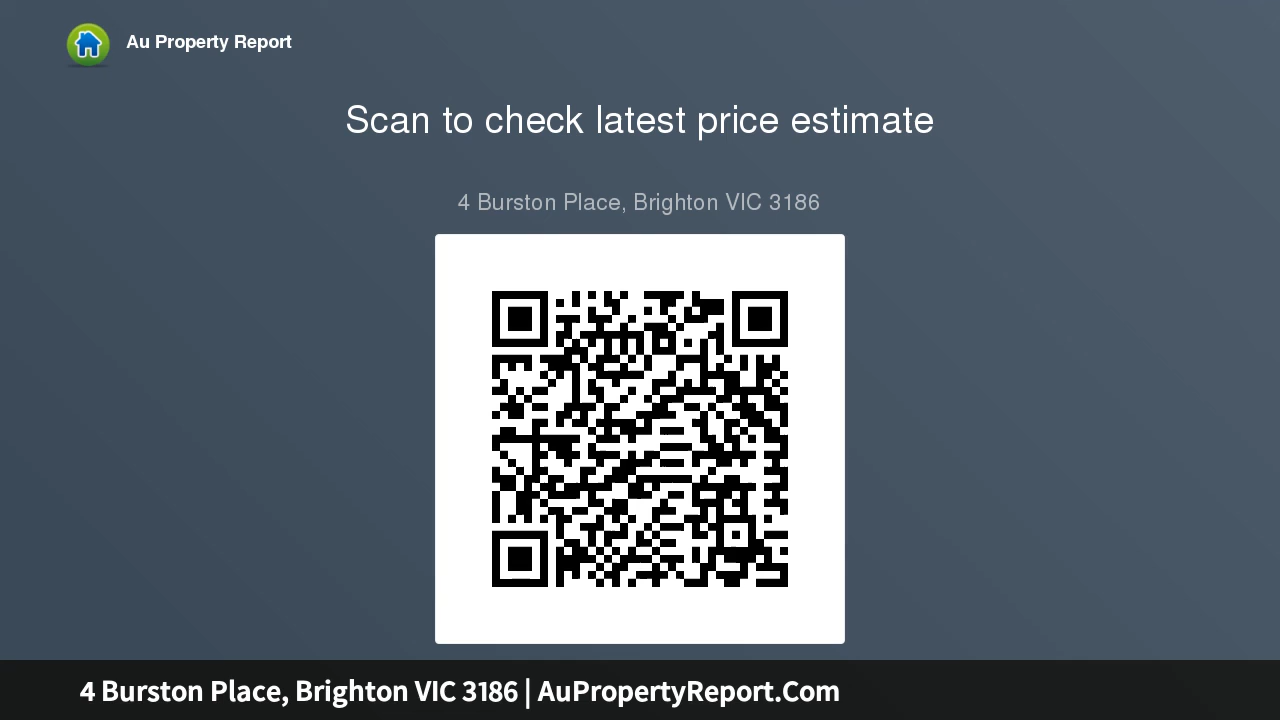 Au Property Report
Scan to check latest price estimate
4 Burston Place, Brighton VIC 3186
4 Burston Place, Brighton VIC 3186 | AuPropertyReport.Com